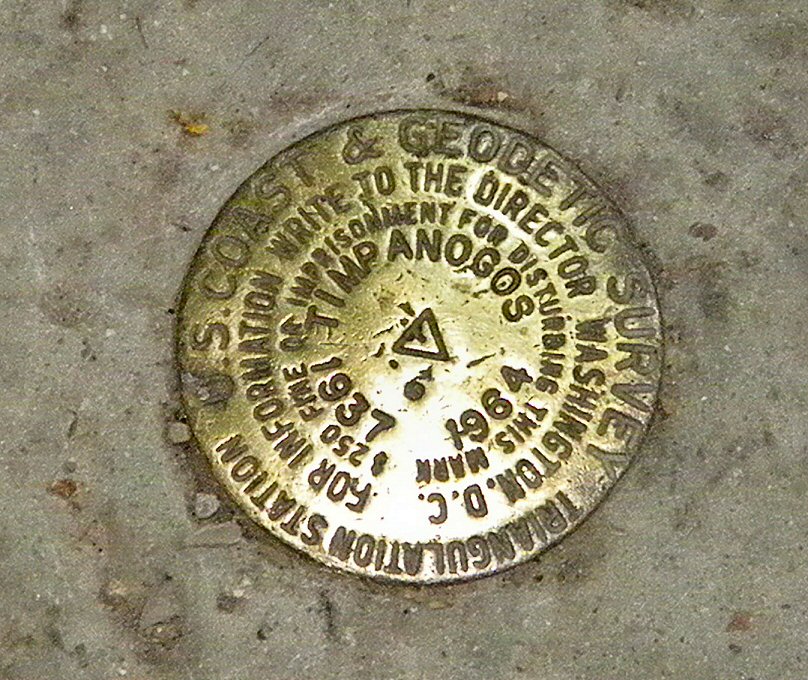 U.S. COAST & GEODETIC SURVEY
TRIANGULATION STATION
FOR INFORMATION WRITE TO THE DIRECTOR WASHINGTON, D.C.
$250 FINE OR IMPRISONMENT FOR DISTURBING THIS MARK
TIMPANOGOS
6
1937
1964